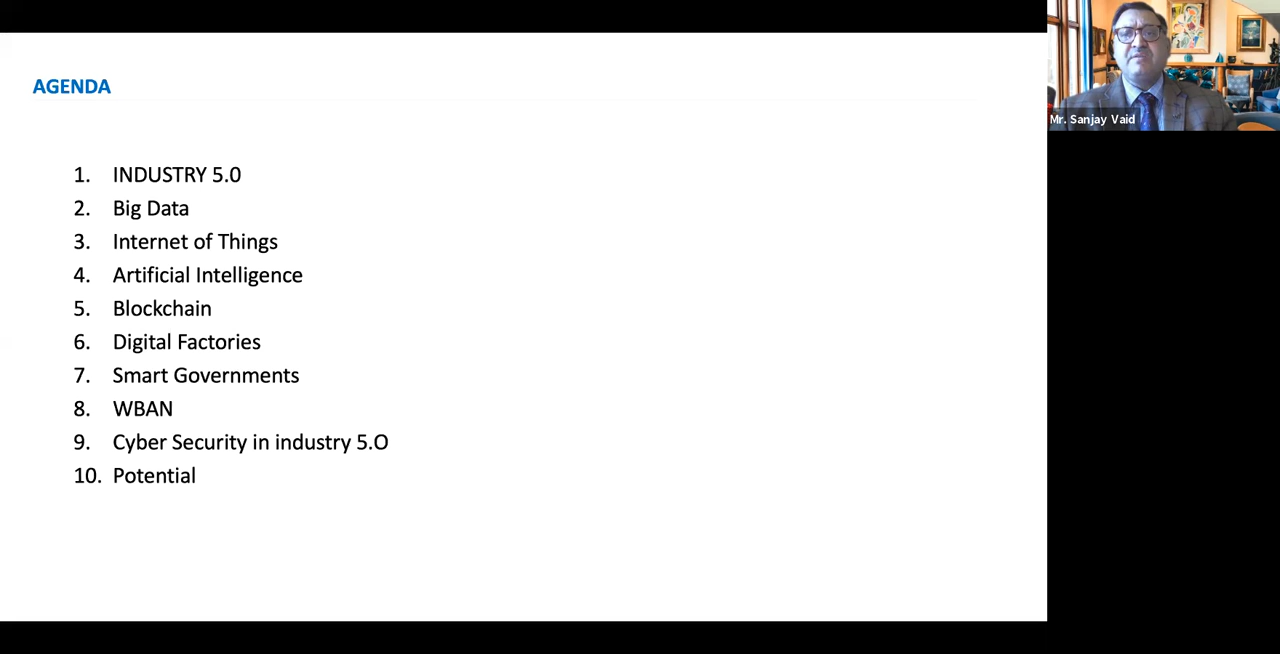 AGENDA
1. INDUSTRY 5.0
2. Big Data
3. Internet of Things
4. Artificial Intelligence
5. Blockchain
6. Digital Factories
7. Smart Governments
8. WBAN
9. Cyber Security in industry 5.O
10. Potential
Mr. Sanjay Vaid